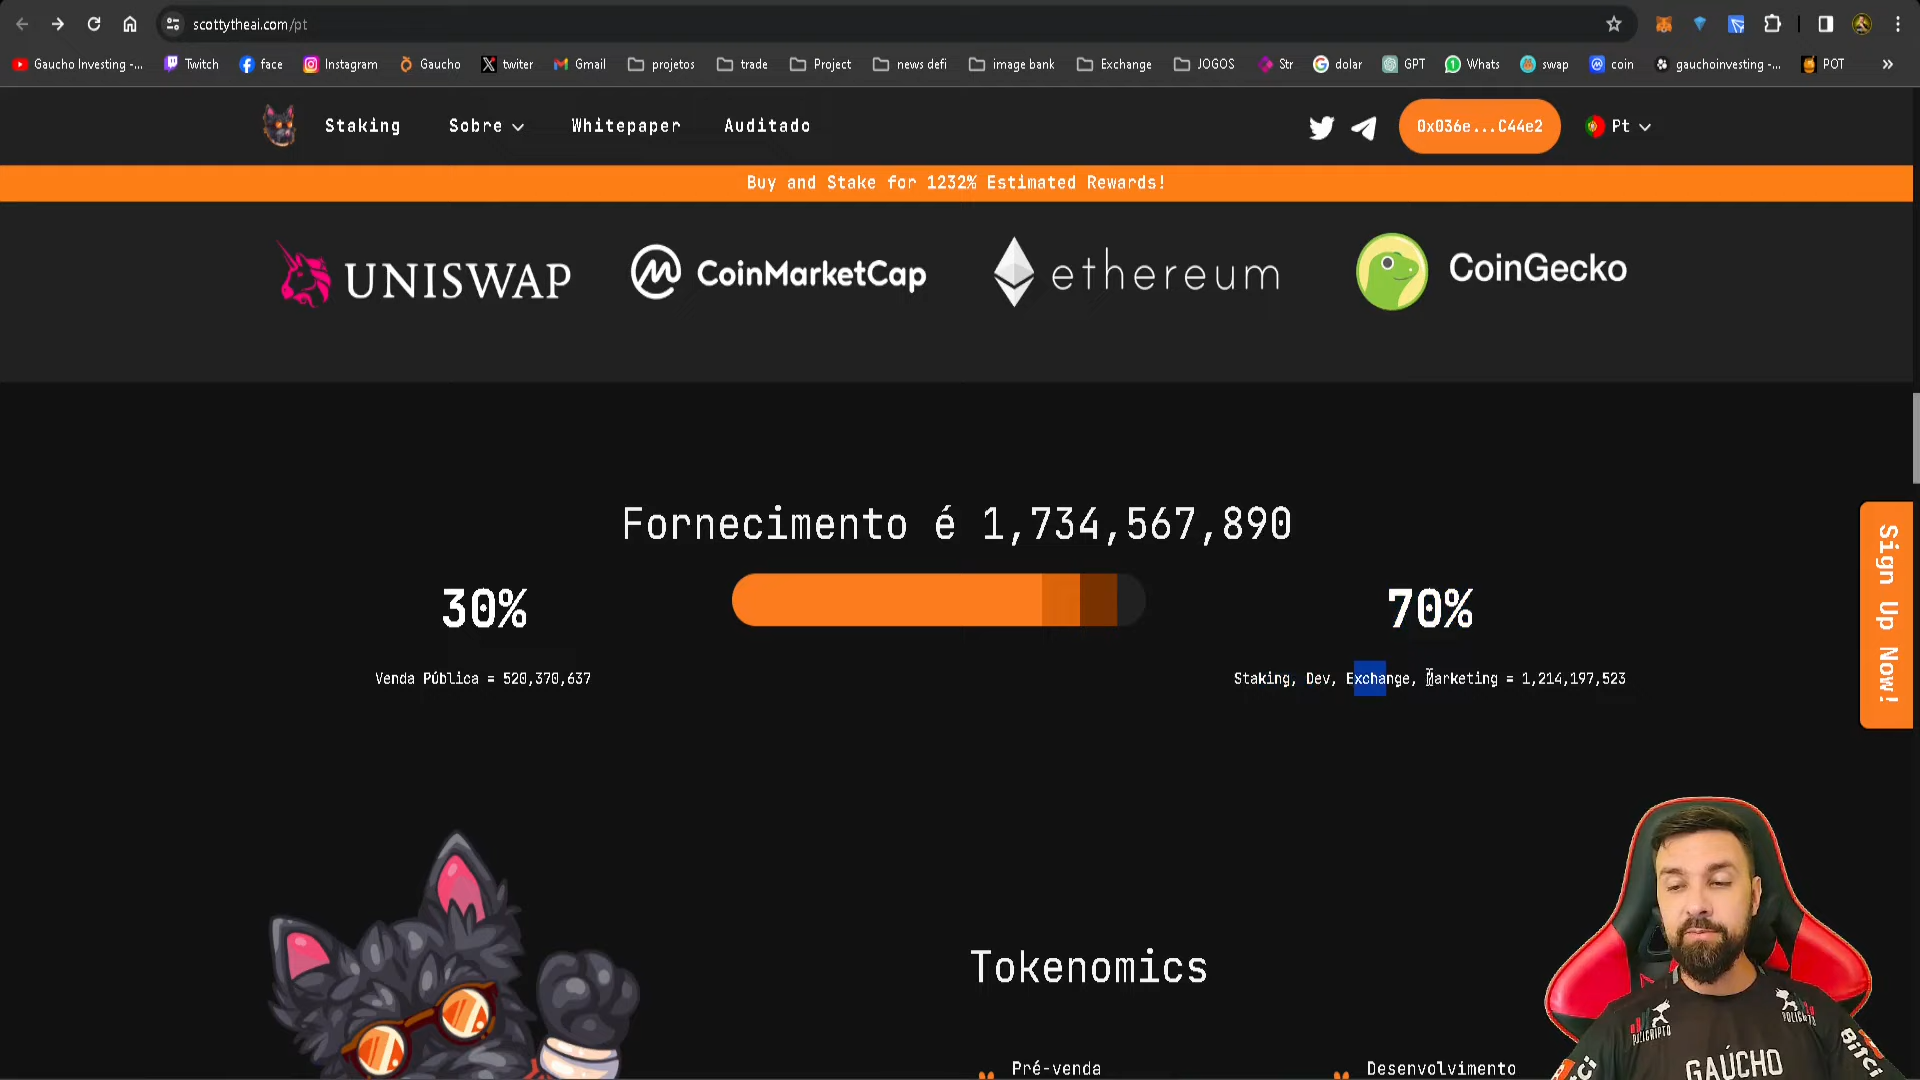 scottytheai.com/pt
Gaucho Investing -... Twitch face Instagram Gaucho twiter Gmail projetos trade Project news defi image bank Exchange JOGOS Str dolar GPT Whats swap coin gauchoinvesting -... POT »
Staking Sobre Whitepaper Auditado 0x036e...C44e2 Pt
Buy and Stake for 1232% Estimated Rewards!
UNISWAP CoinMarketCap ethereum CoinGecko
Fornecimento é 1,734,567,890
30% 70%
Venda Pública = 520,370,637 Staking, Dev, Exchange, Marketing = 1,214,197,523
Sign Up Now!
Tokenomics
Pré-venda Desenvolvimento
POLICRIPTO
GAÚCHO
Bitci